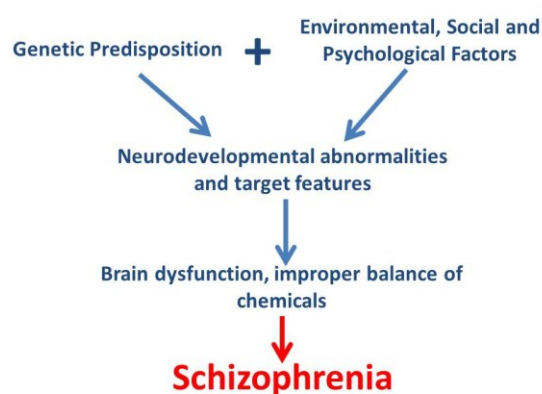 Genetic Predisposition
+
Environmental, Social and
Psychological Factors
Neurodevelopmental abnormalities
and target features
Brain dysfunction, improper balance of
chemicals
Schizophrenia